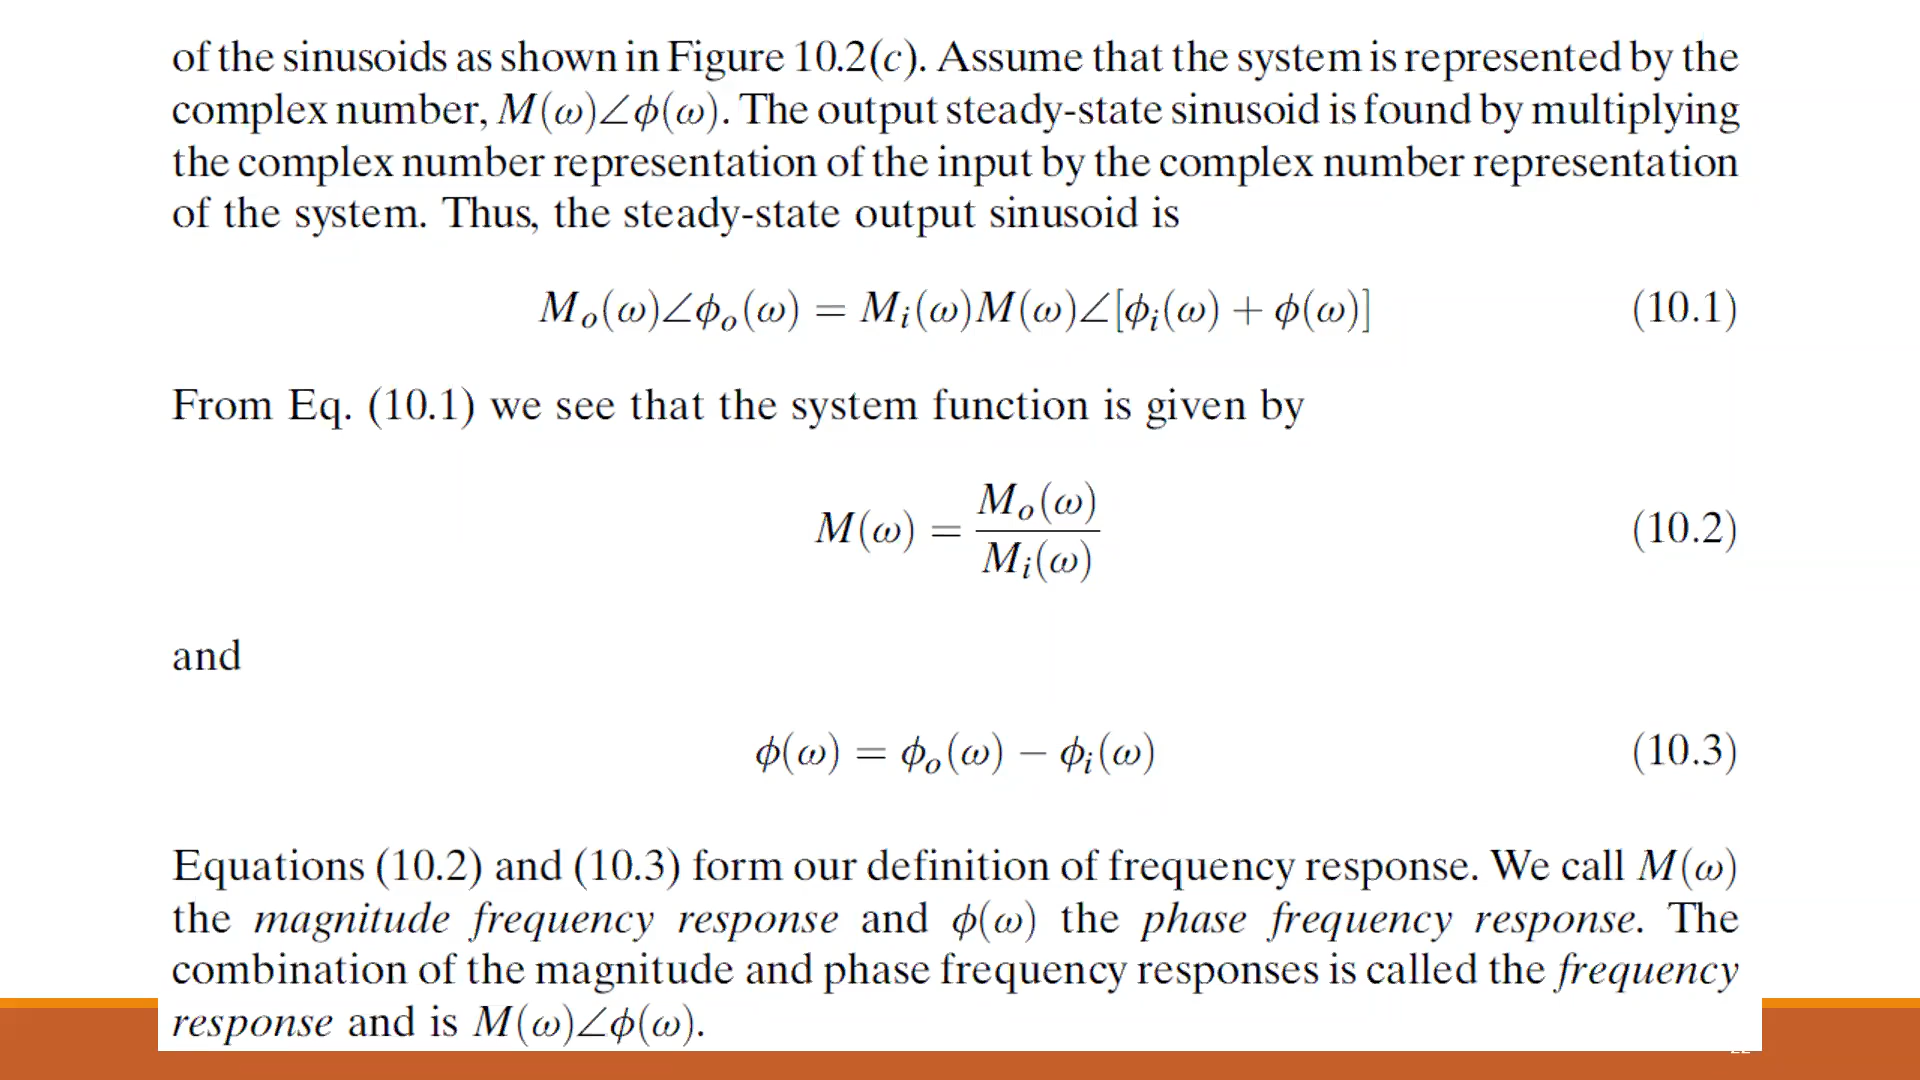 of the sinusoids as shown in Figure 10.2(c). Assume that the system is represented by the
complex number, M(ω)∠ϕ(ω). The output steady-state sinusoid is found by multiplying
the complex number representation of the input by the complex number representation
of the system. Thus, the steady-state output sinusoid is
Mₒ(ω)∠ϕₒ(ω) = Mᵢ(ω)M(ω)∠[ϕᵢ(ω) + ϕ(ω)] (10.1)
From Eq. (10.1) we see that the system function is given by
M(ω) = Mₒ(ω)/Mᵢ(ω) (10.2)
and
ϕ(ω) = ϕₒ(ω) − ϕᵢ(ω) (10.3)
Equations (10.2) and (10.3) form our definition of frequency response. We call M(ω)
the magnitude frequency response and ϕ(ω) the phase frequency response. The
combination of the magnitude and phase frequency responses is called the frequency
response and is M(ω)∠ϕ(ω).